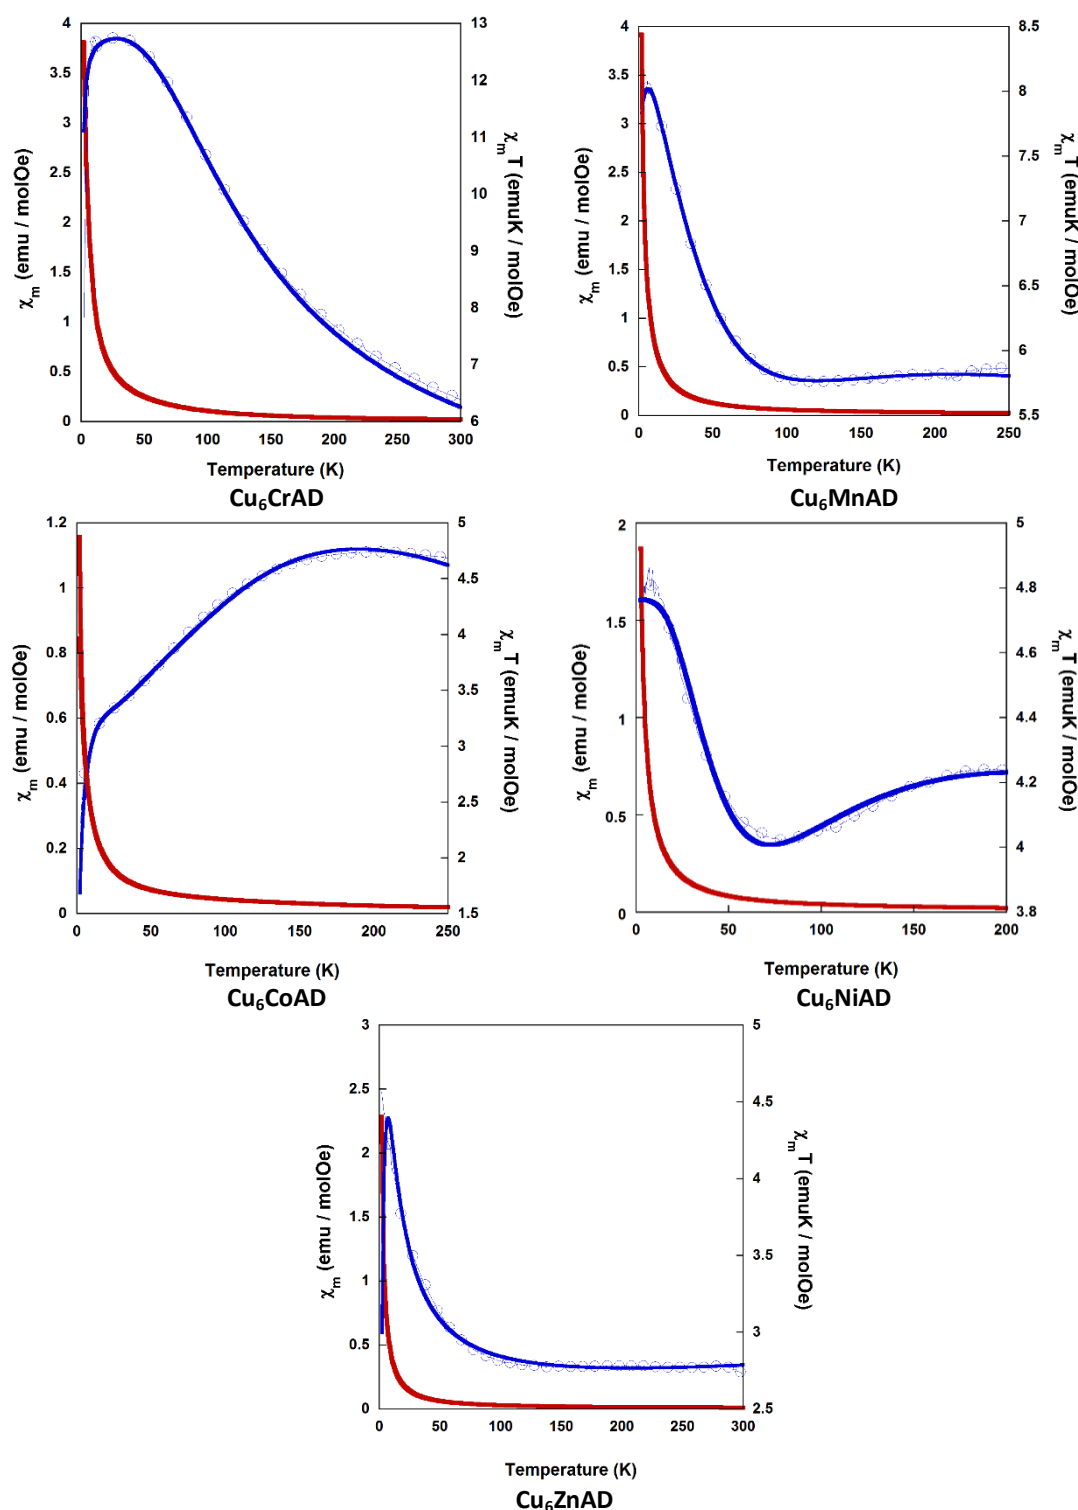 4
3.5
3
2.5
2
1.5
1
0.5
0
13
12
11
10
9
8
7
6
0 50 100 150 200 250 300
χm (emu / molOe)
χmT (emuK / molOe)
Temperature (K)
Cu₆CrAD
4
3.5
3
2.5
2
1.5
1
0.5
0
8.5
8
7.5
7
6.5
6
5.5
0 50 100 150 200 250
χm (emu / molOe)
χmT (emuK / molOe)
Temperature (K)
Cu₆MnAD
1.2
1
0.8
0.6
0.4
0.2
0
5
4.5
4
3.5
3
2.5
2
1.5
0 50 100 150 200 250
χm (emu / molOe)
χmT (emuK / molOe)
Temperature (K)
Cu₆CoAD
2
1.5
1
0.5
0
5
4.8
4.6
4.4
4.2
4
3.8
0 50 100 150 200
χm (emu / molOe)
χmT (emuK / molOe)
Temperature (K)
Cu₆NiAD
3
2.5
2
1.5
1
0.5
0
5
4.5
4
3.5
3
2.5
0 50 100 150 200 250 300
χm (emu / molOe)
χmT (emuK / molOe)
Temperature (K)
Cu₆ZnAD